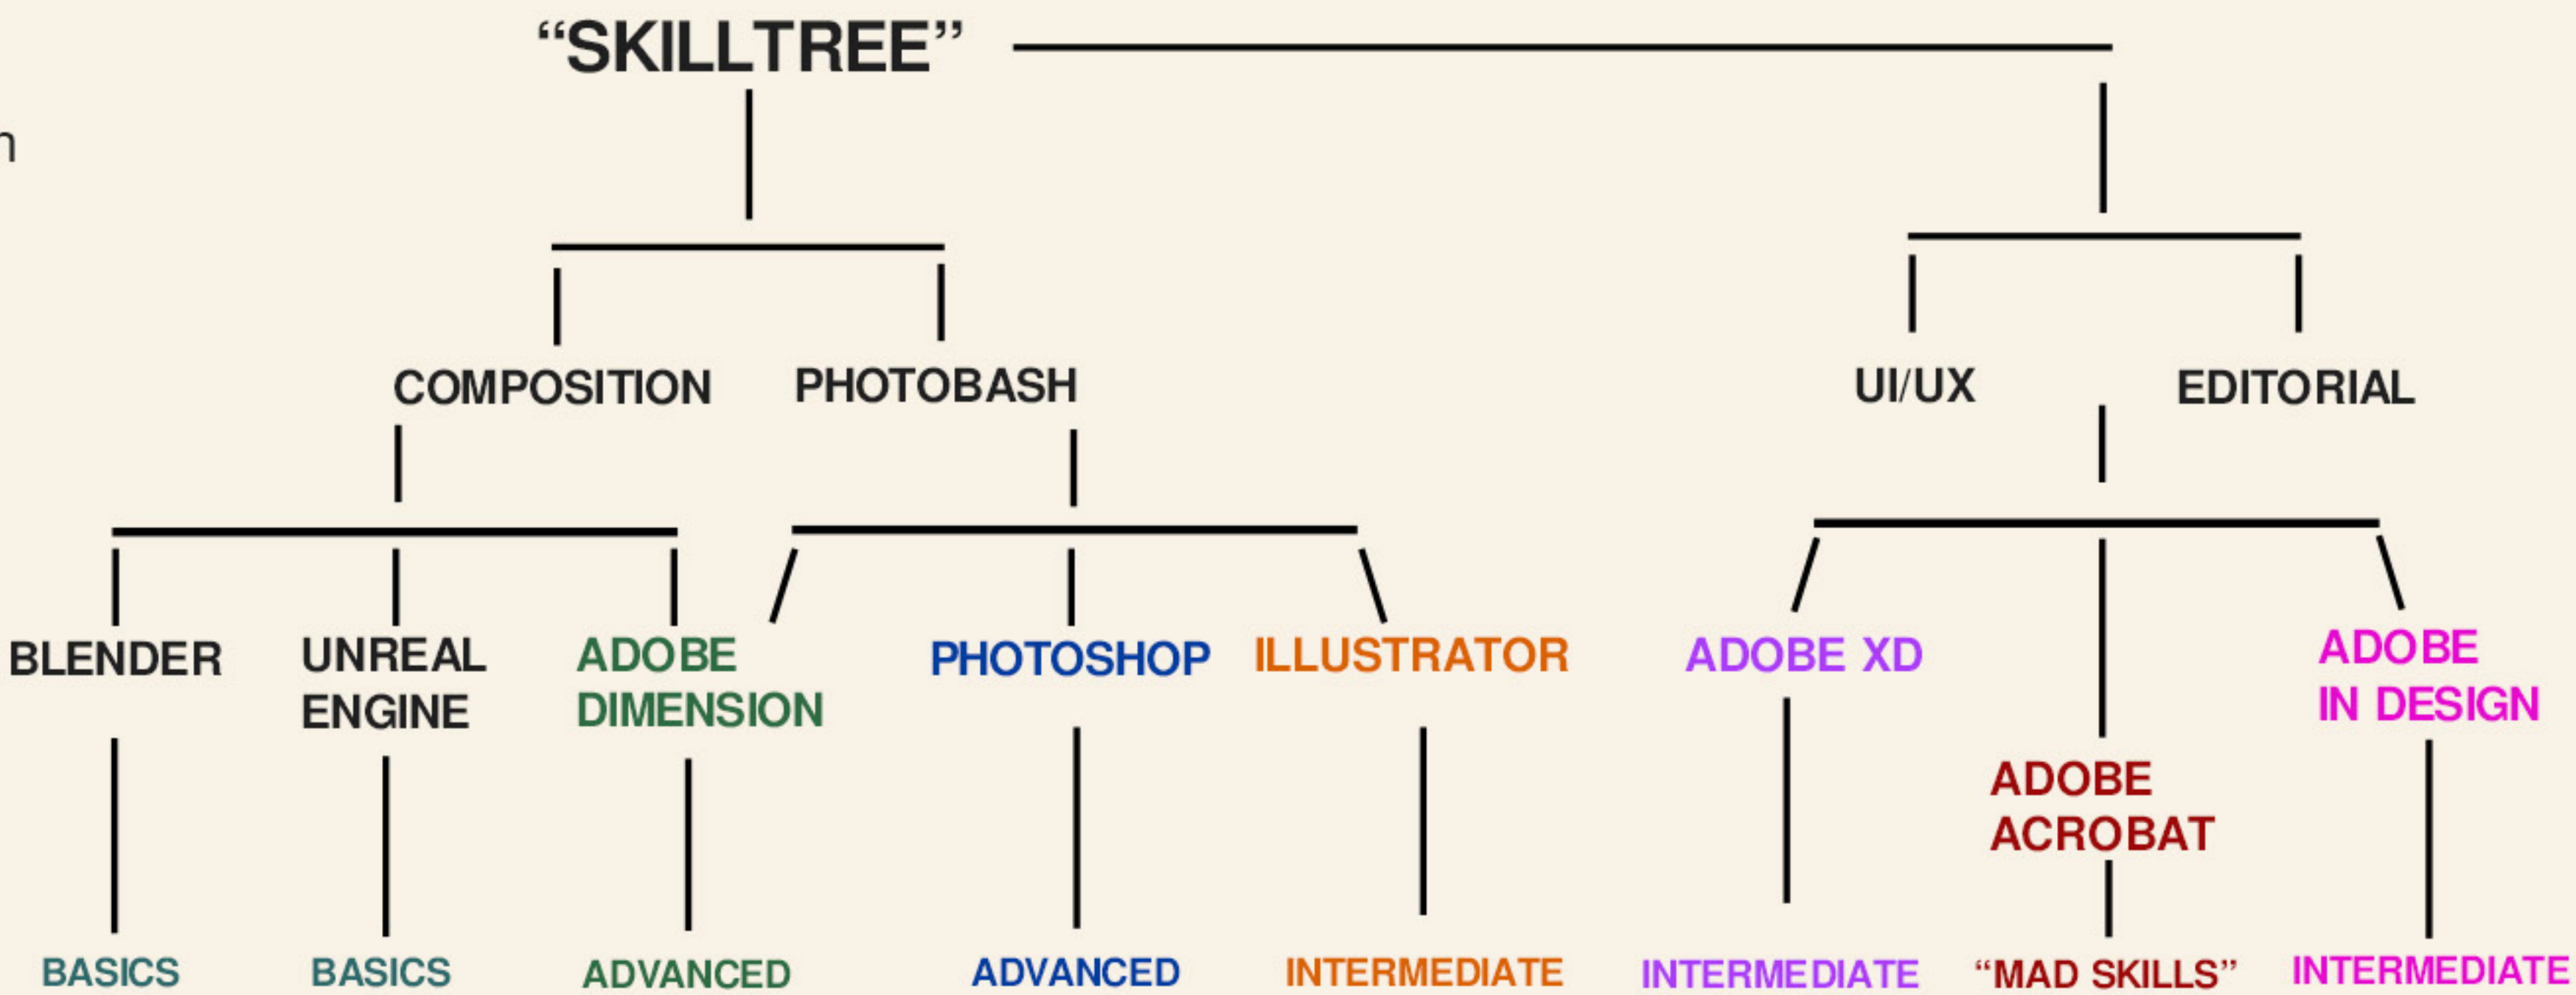 “SKILLTREE”
n
COMPOSITION PHOTOBASH UI/UX EDITORIAL
BLENDER UNREAL ENGINE ADOBE DIMENSION PHOTOSHOP ILLUSTRATOR ADOBE XD ADOBE IN DESIGN
ADOBE
ACROBAT
BASICS BASICS ADVANCED ADVANCED INTERMEDIATE INTERMEDIATE “MAD SKILLS” INTERMEDIATE